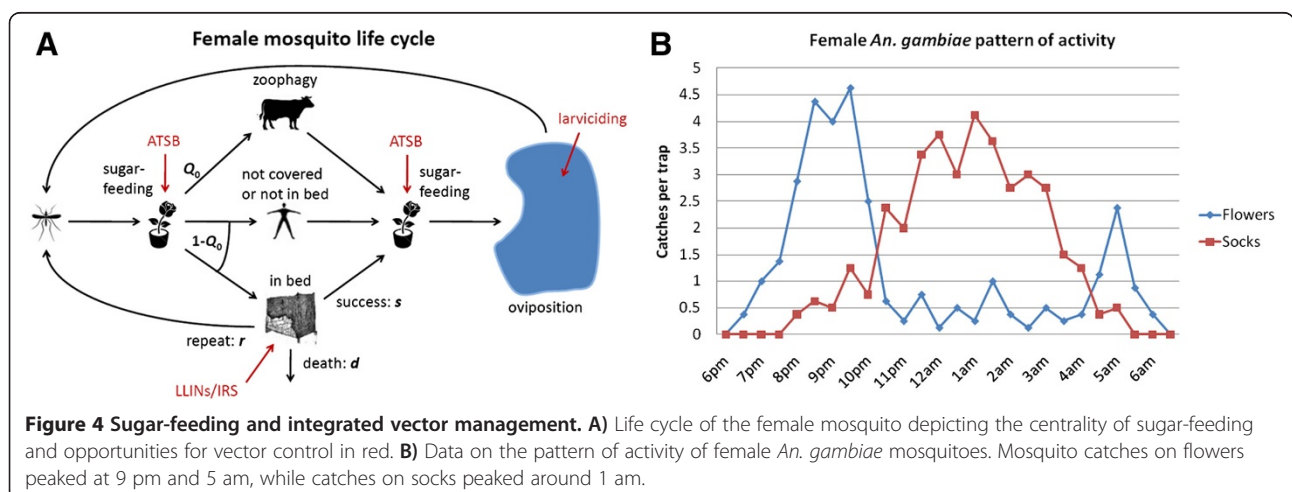 A
Female mosquito life cycle
zoophagy
ATSB
ATSB
larviciding
sugar-
feeding
Q₀
not covered
or not in bed
sugar-
feeding
1-Q₀
in bed
success: s
oviposition
repeat: r
death: d
LLINs/IRS
B
Female An. gambiae pattern of activity
5
4.5
4
3.5
3
2.5
2
1.5
1
0.5
0
Catches per trap
6pm
7pm
8pm
9pm
10pm
11pm
12am
1am
2am
3am
4am
5am
6am
Flowers
Socks
Figure 4 Sugar-feeding and integrated vector management. A) Life cycle of the female mosquito depicting the centrality of sugar-feeding
and opportunities for vector control in red. B) Data on the pattern of activity of female An. gambiae mosquitoes. Mosquito catches on flowers
peaked at 9 pm and 5 am, while catches on socks peaked around 1 am.